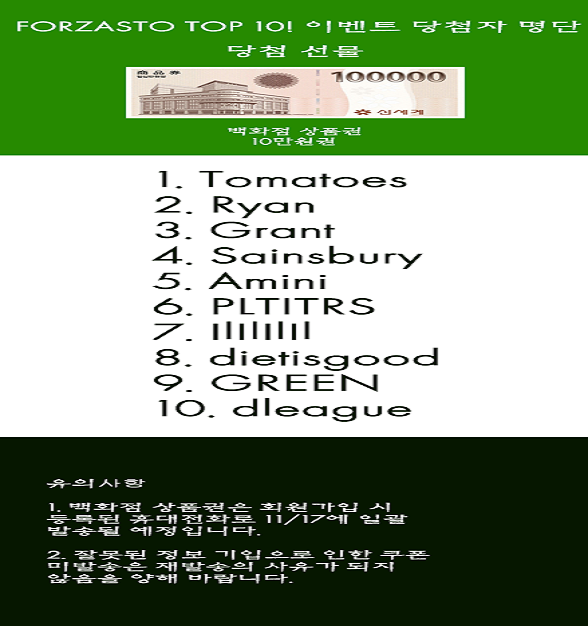 FORZASTO TOP 10! 이벤트 당첨자 명단
당첨 선물
商品券
100000
신세계
백화점 상품권
10만원권
1. Tomatoes
2. Ryan
3. Grant
4. Sainsbury
5. Amini
6. PLTITRS
8. dietisgood
9. GREEN
10. dleague
유의사항
1. 백화점 상품권은 회원가입 시
등록된 휴대전화로 11/17에 일괄
발송될 예정입니다.
2. 잘못된 정보 기입으로 인한 쿠폰
미발송은 재발송의 사유가 되지
않음을 양해 바랍니다.